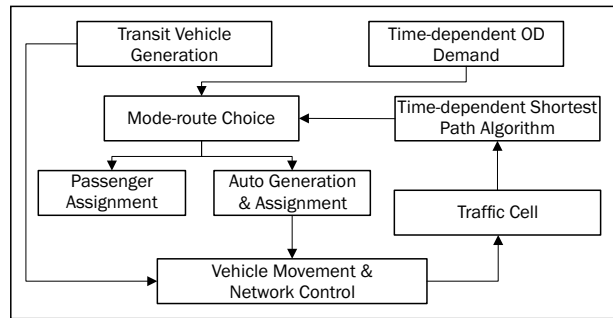 Transit Vehicle
Generation
Time-dependent OD
Demand
Mode-route Choice
Time-dependent Shortest
Path Algorithm
Passenger
Assignment
Auto Generation
& Assignment
Traffic Cell
Vehicle Movement &
Network Control